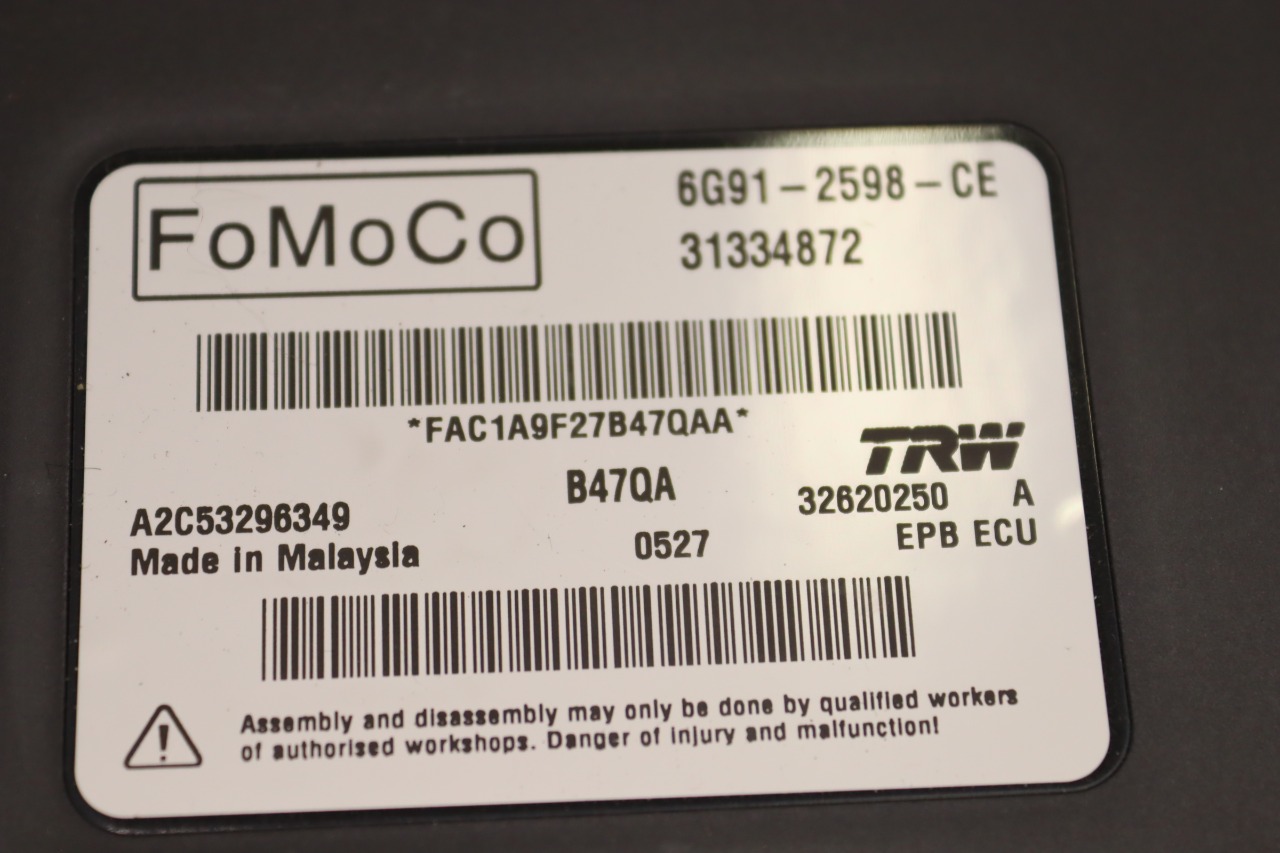 FoMoCo
6G91-2598-CE
31334872
*FAC1A9F27B47QAA*
TRW
B47QA
32620250 A
A2C53296349
0527
EPB ECU
Made in Malaysia
Assembly and disassembly may only be done by qualified workers
of authorised workshops. Danger of injury and malfunction!